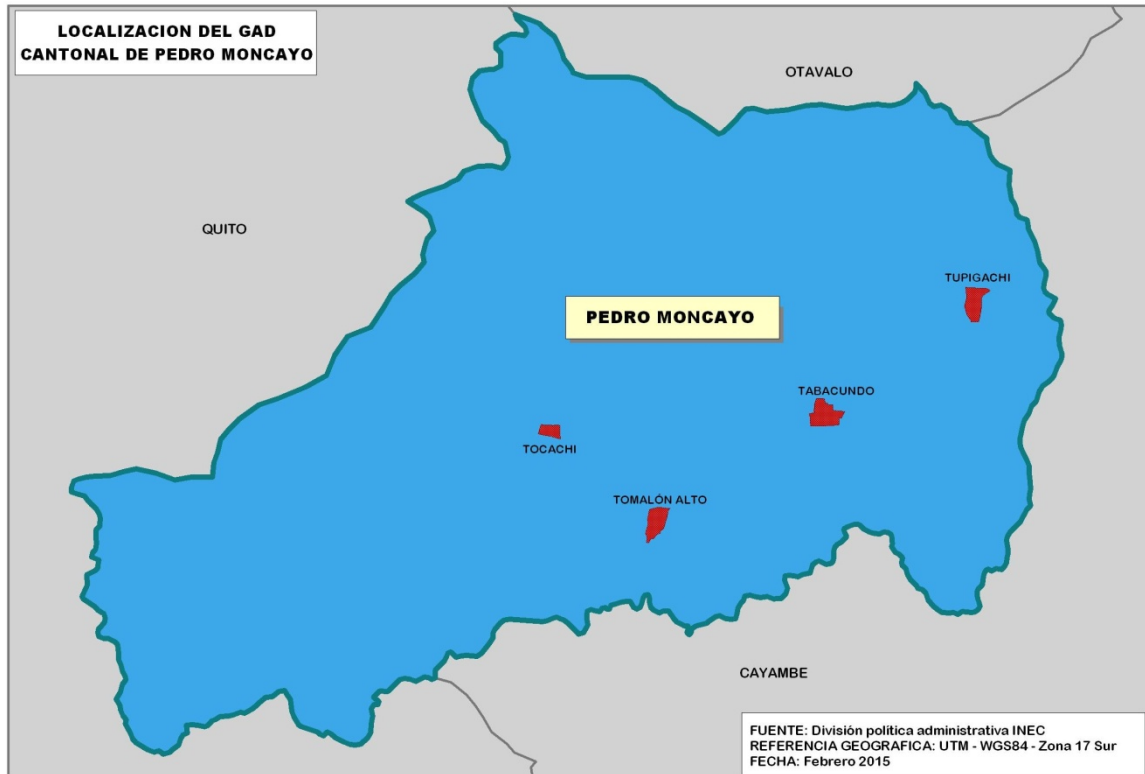 LOCALIZACION DEL GAD
CANTONAL DE PEDRO MONCAYO
OTAVALO
QUITO
TUPIGACHI
PEDRO MONCAYO
TABACUNDO
TOCACHI
TOMALÓN ALTO
CAYAMBE
FUENTE: División política administrativa INEC
REFERENCIA GEOGRAFICA: UTM - WGS84 - Zona 17 Sur
FECHA: Febrero 2015